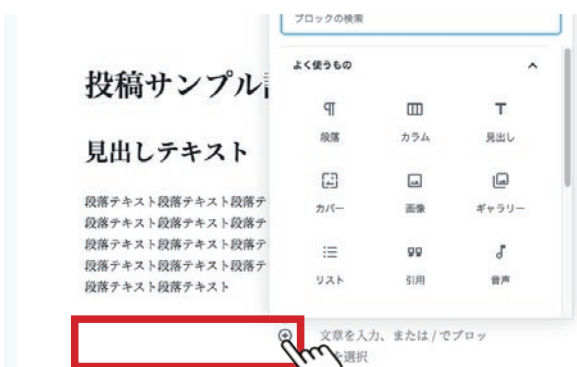 ブロックの検索
よく使うもの
段落
カラム
見出し
カバー
画像
ギャラリー
リスト
引用
音声
投稿サンプル
見出しテキスト
段落テキスト段落テキスト段落テ
段落テキスト段落テキスト段落テ
段落テキスト段落テキスト段落テ
段落テキスト段落テキスト段落テ
段落テキスト段落テキスト
文章を入力、または / でブロッ
を選択